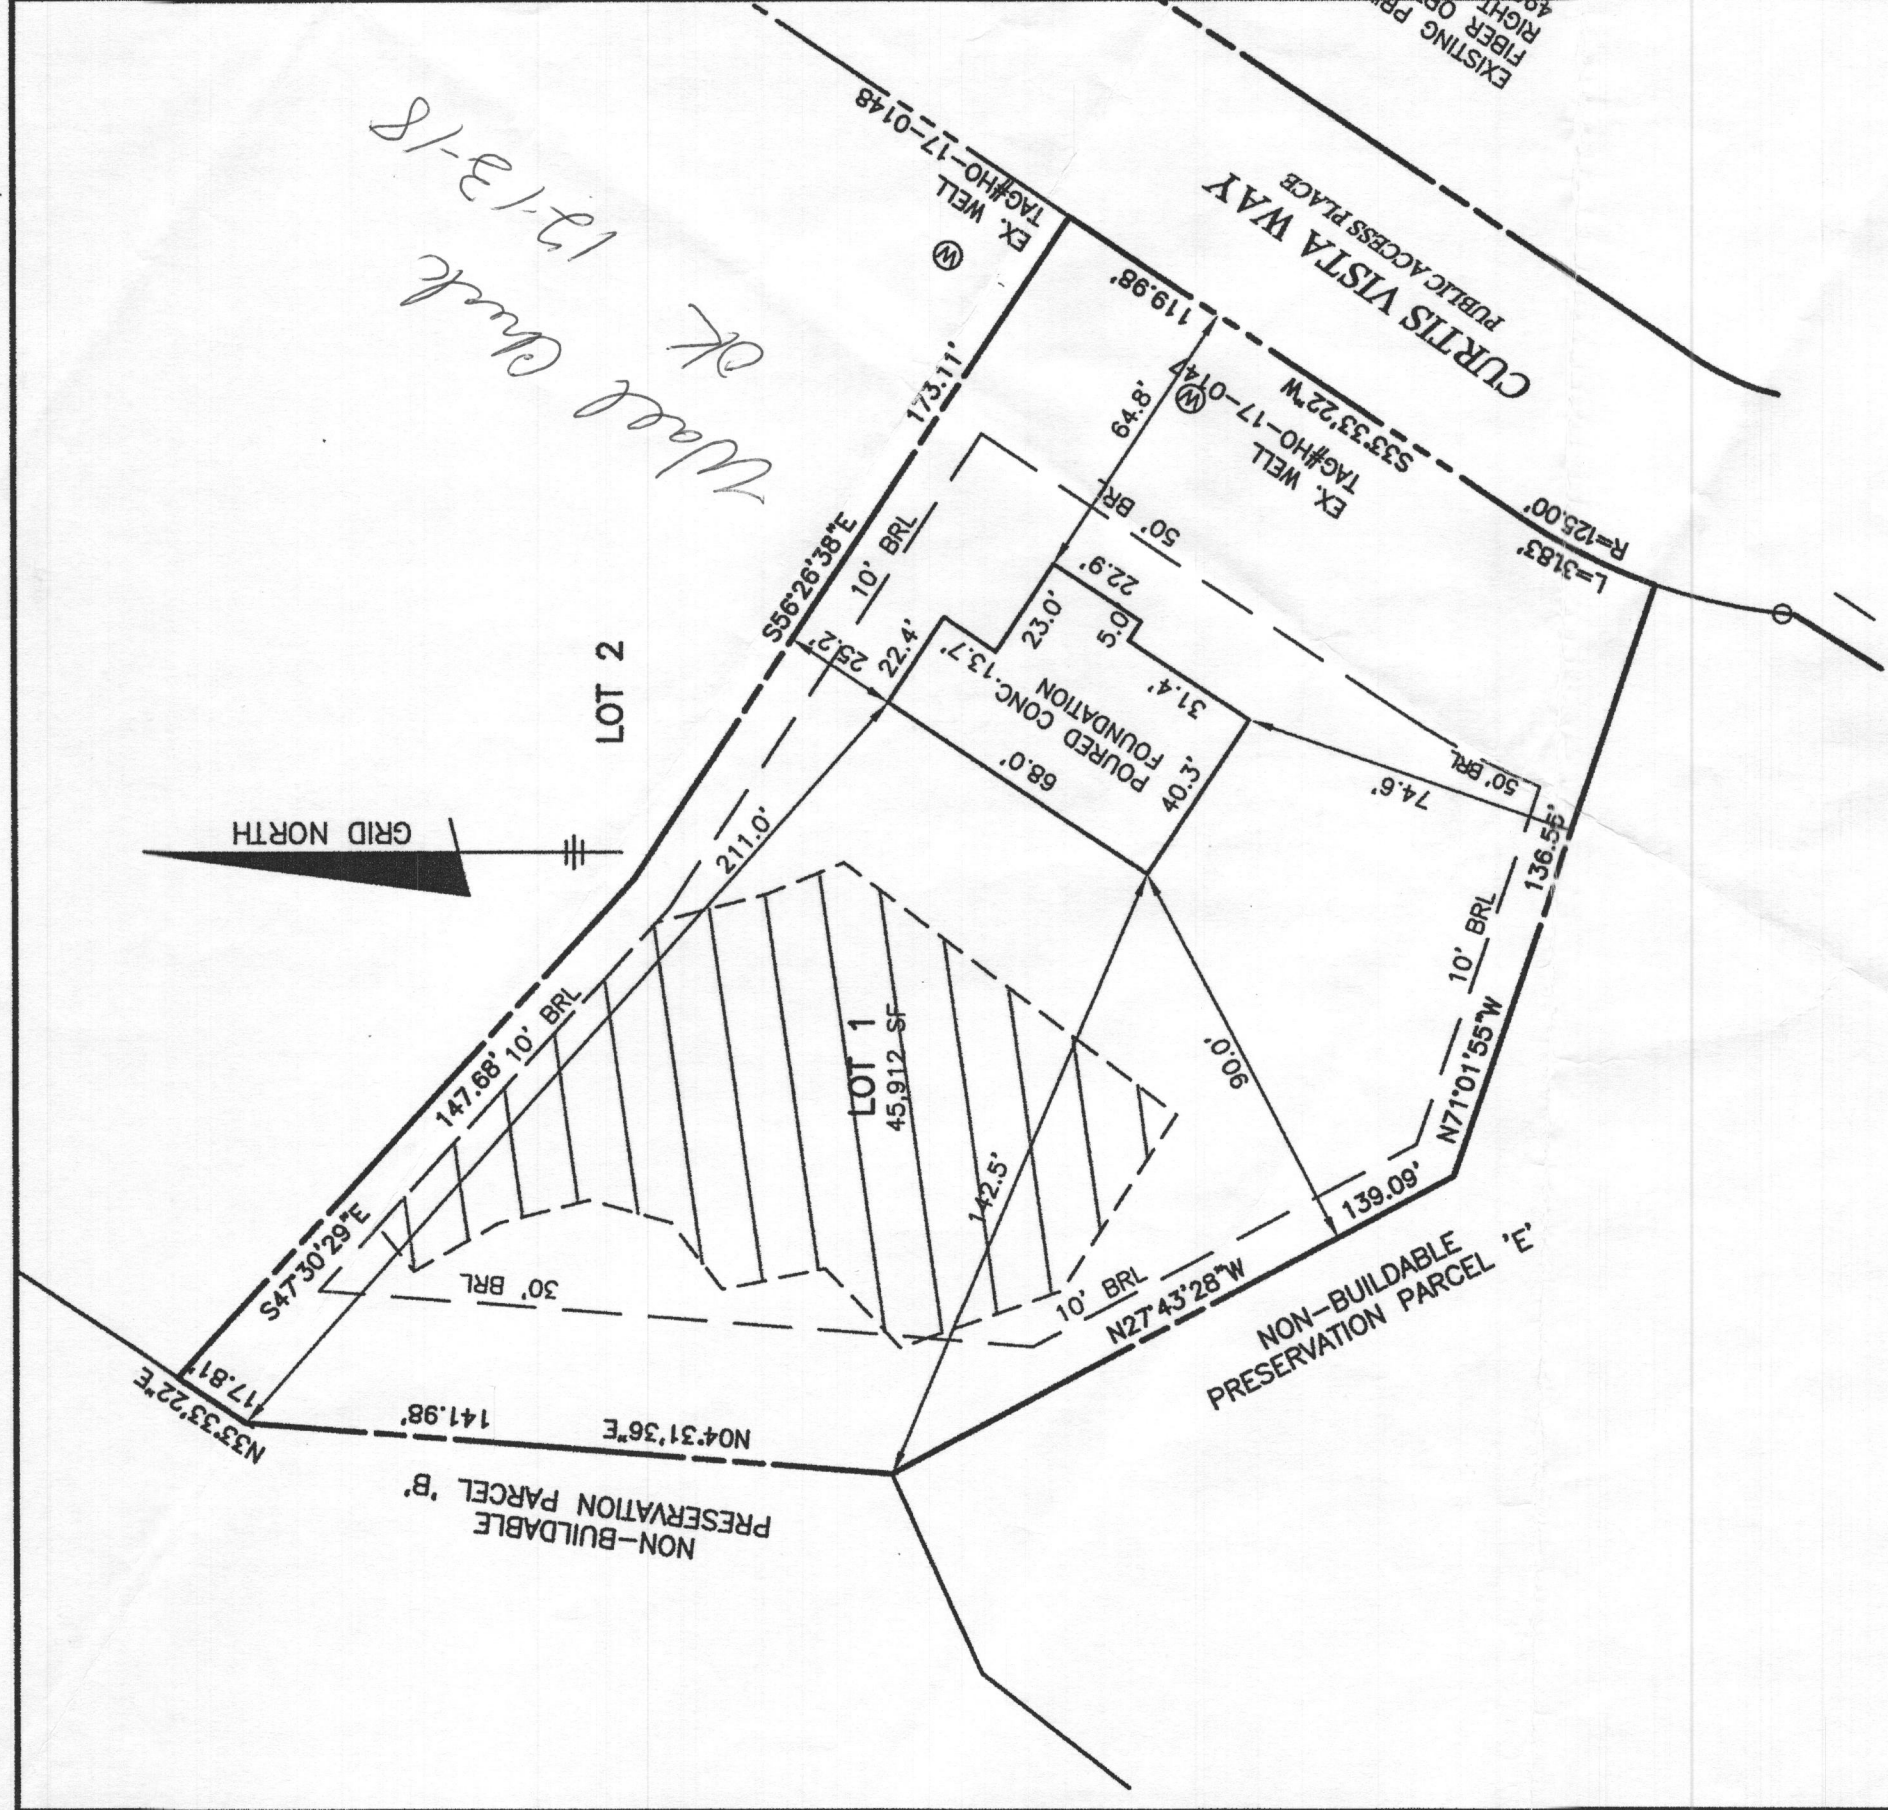 EXISTING PR
FIBER OP
RIGHT
CURTIS VISTA WAY
PUBLIC ACCESS PLACE
EX. WELL
TAG#HO-17-0148
Wall Check
OK
12-13-18
GRID NORTH
LOT 2
173.11'
S56°26'38"E
10' BRL
25.2'
119.98'
S33°33'22"W
64.8'
EX. WELL
TAG#HO-17-0147
50' BRL
R=125.00'
L=31.83'
22.4'
13.7'
23.0'
22.9'
5.0'
31.4'
40.3'
68.0'
POURED CONC.
FOUNDATION
74.6'
50' BRL
136.55'
10' BRL
N71°01'55"W
211.0'
147.68'
10' BRL
S47°30'29"E
LOT 1
45,912 SF
90.0'
142.5'
139.09'
10' BRL
N27°43'28"W
30' BRL
17.81'
N33°33'22"E
141.98'
N04°31'36"E
NON-BUILDABLE
PRESERVATION PARCEL 'B'
NON-BUILDABLE
PRESERVATION PARCEL 'E'
W
W